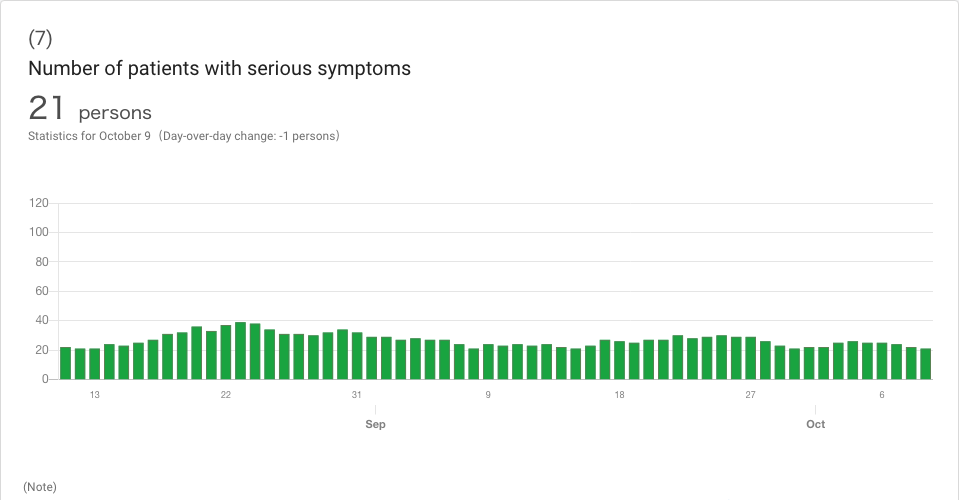 (7)
Number of patients with serious symptoms
21 persons
Statistics for October 9（Day-over-day change: -1 persons）
120
100
80
60
40
20
0
13 22 31 9 18 27 6
Sep Oct
(Note)